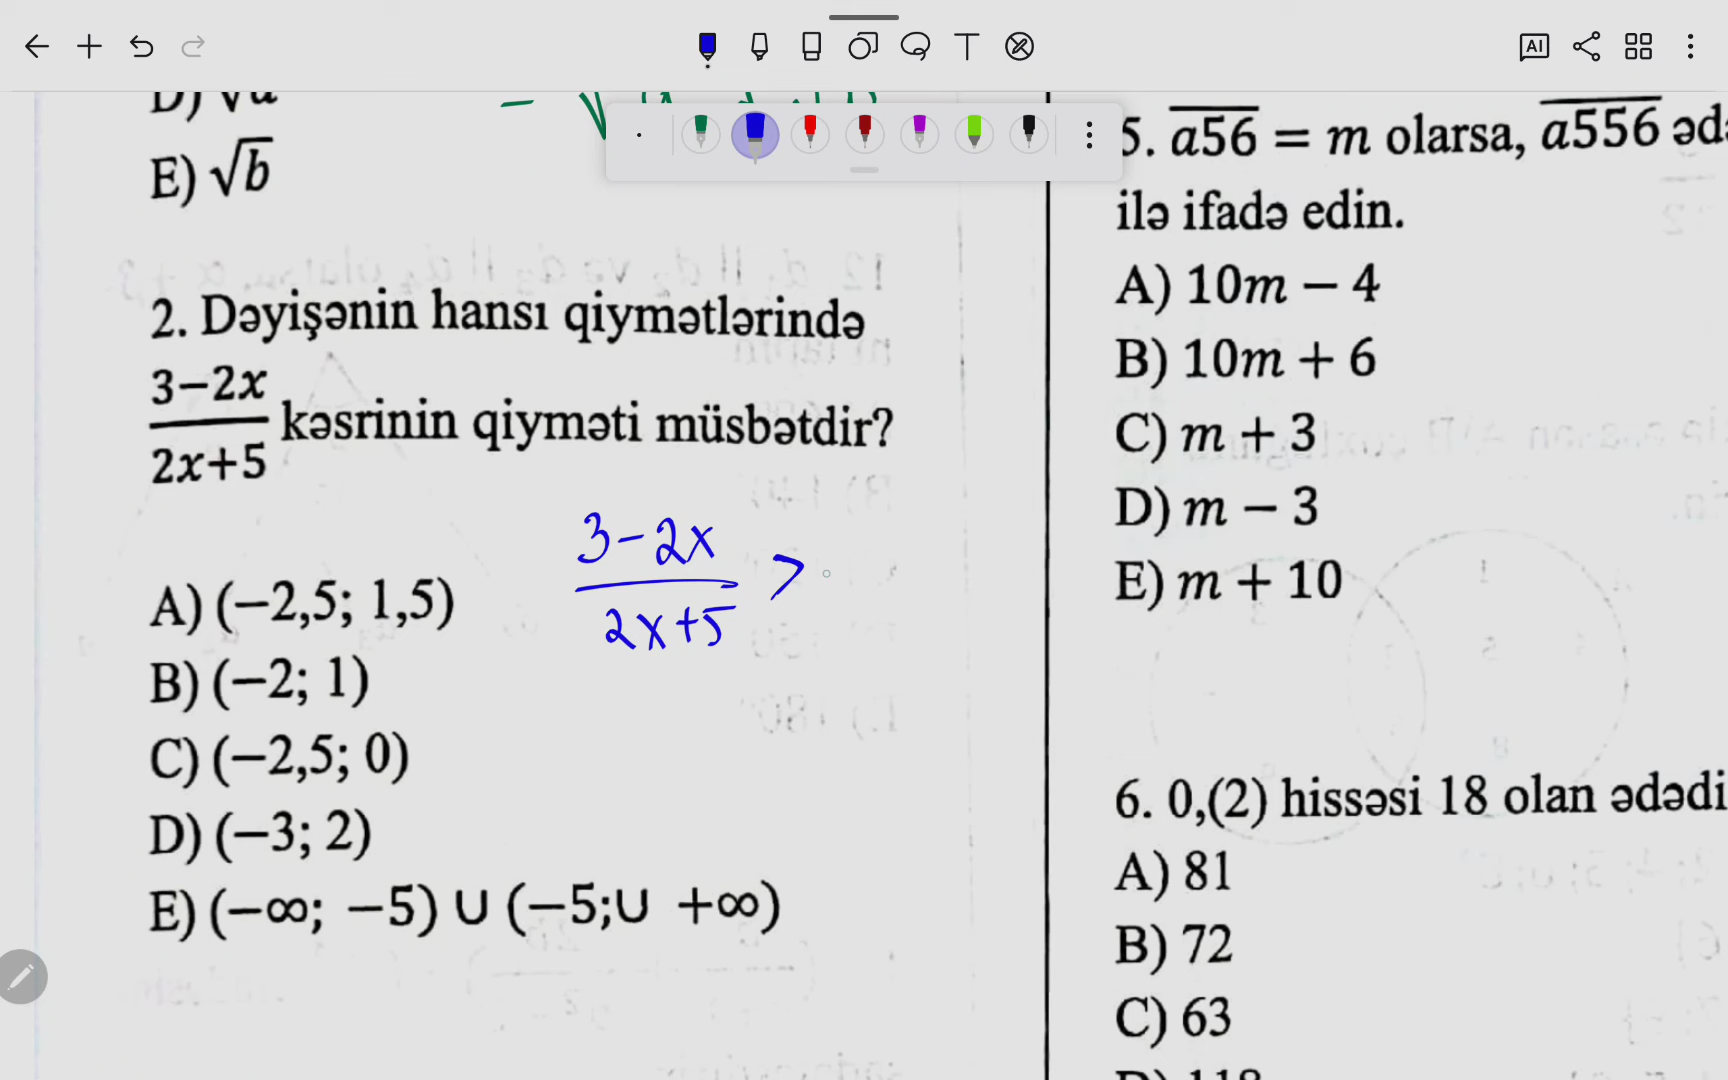 AI
E) √b
2. Dəyişənin hansı qiymətlərində
3−2x
2x+5
kəsrinin qiyməti müsbətdir?
3-2x
2x+5
>
A) (−2,5; 1,5)
B) (−2; 1)
C) (−2,5; 0)
D) (−3; 2)
E) (−∞; −5) ∪ (−5;∪ +∞)
5. a56 = m olarsa, a556
ilə ifadə edin.
A) 10m − 4
B) 10m + 6
C) m + 3
D) m − 3
E) m + 10
6. 0,(2) hissəsi 18 olan ədədi
A) 81
B) 72
C) 63